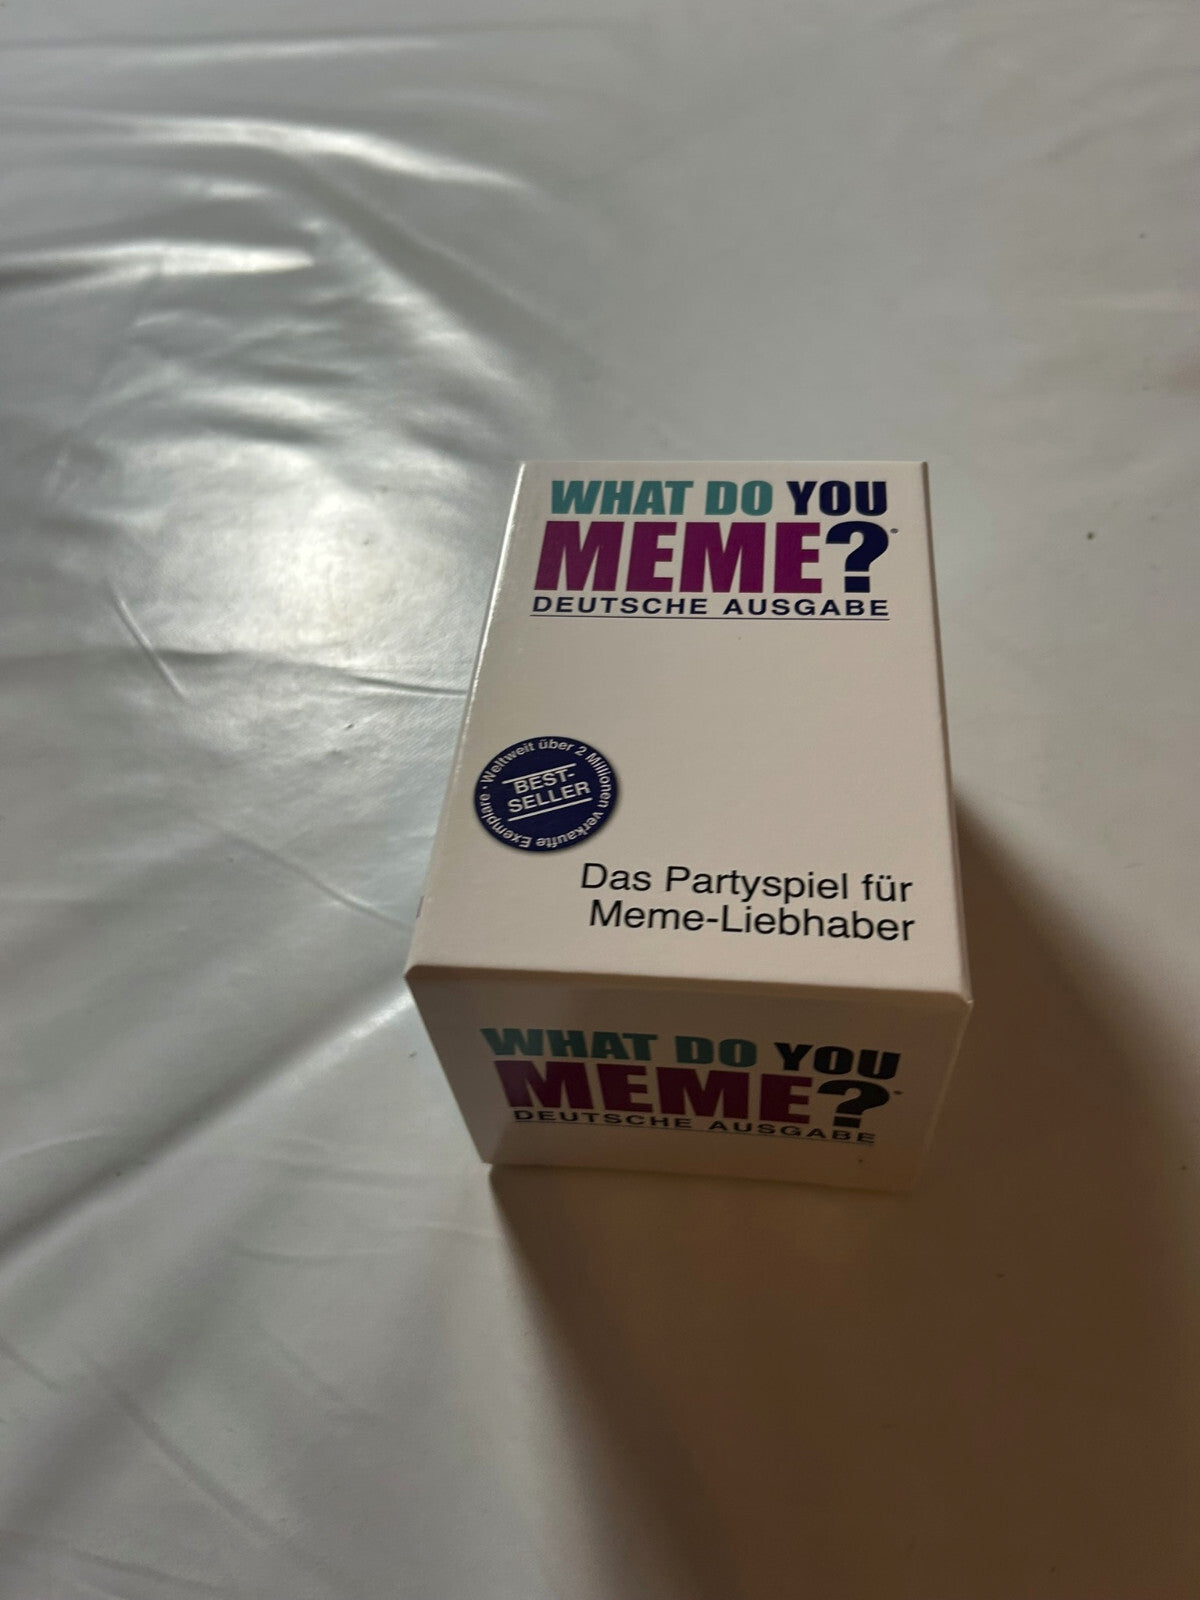 WHAT DO YOU
MEME?®
DEUTSCHE AUSGABE
Weltweit über 2 Millionen verkaufte Exemplare •
BEST-
SELLER
Das Partyspiel für
Meme-Liebhaber
WHAT DO YOU
MEME?®
DEUTSCHE AUSGABE